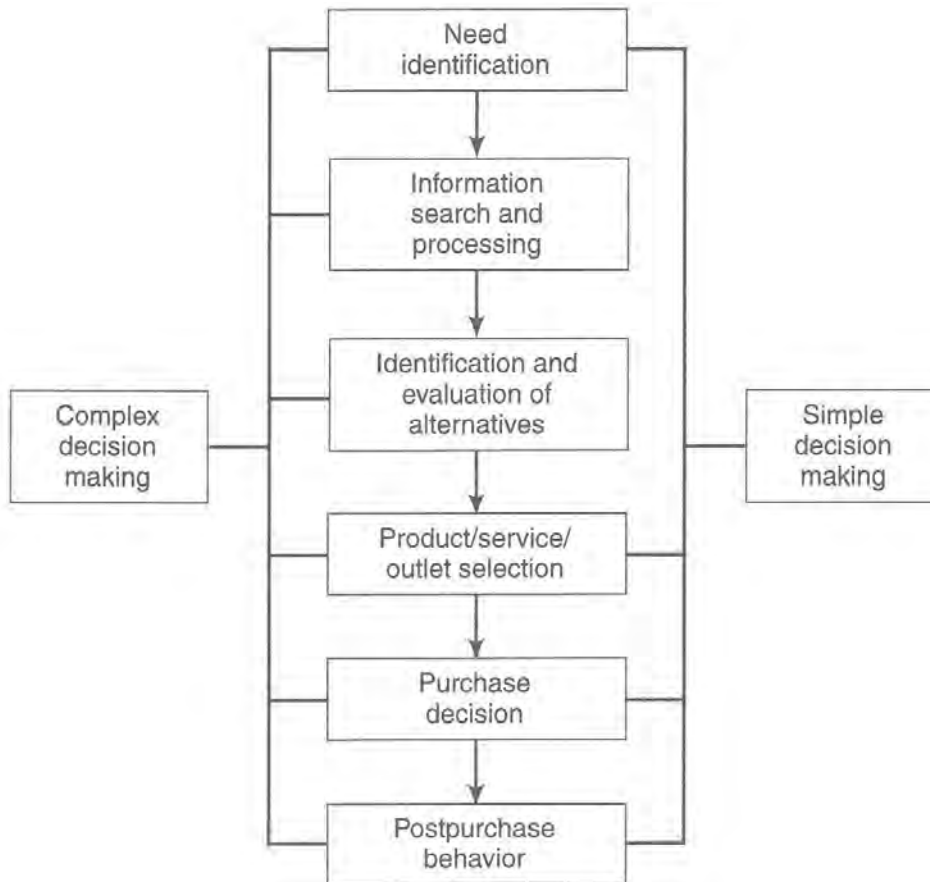 Need
identification
Information
search and
processing
Identification and
evaluation of
alternatives
Complex
decision
making
Simple
decision
making
Product/service/
outlet selection
Purchase
decision
Postpurchase
behavior